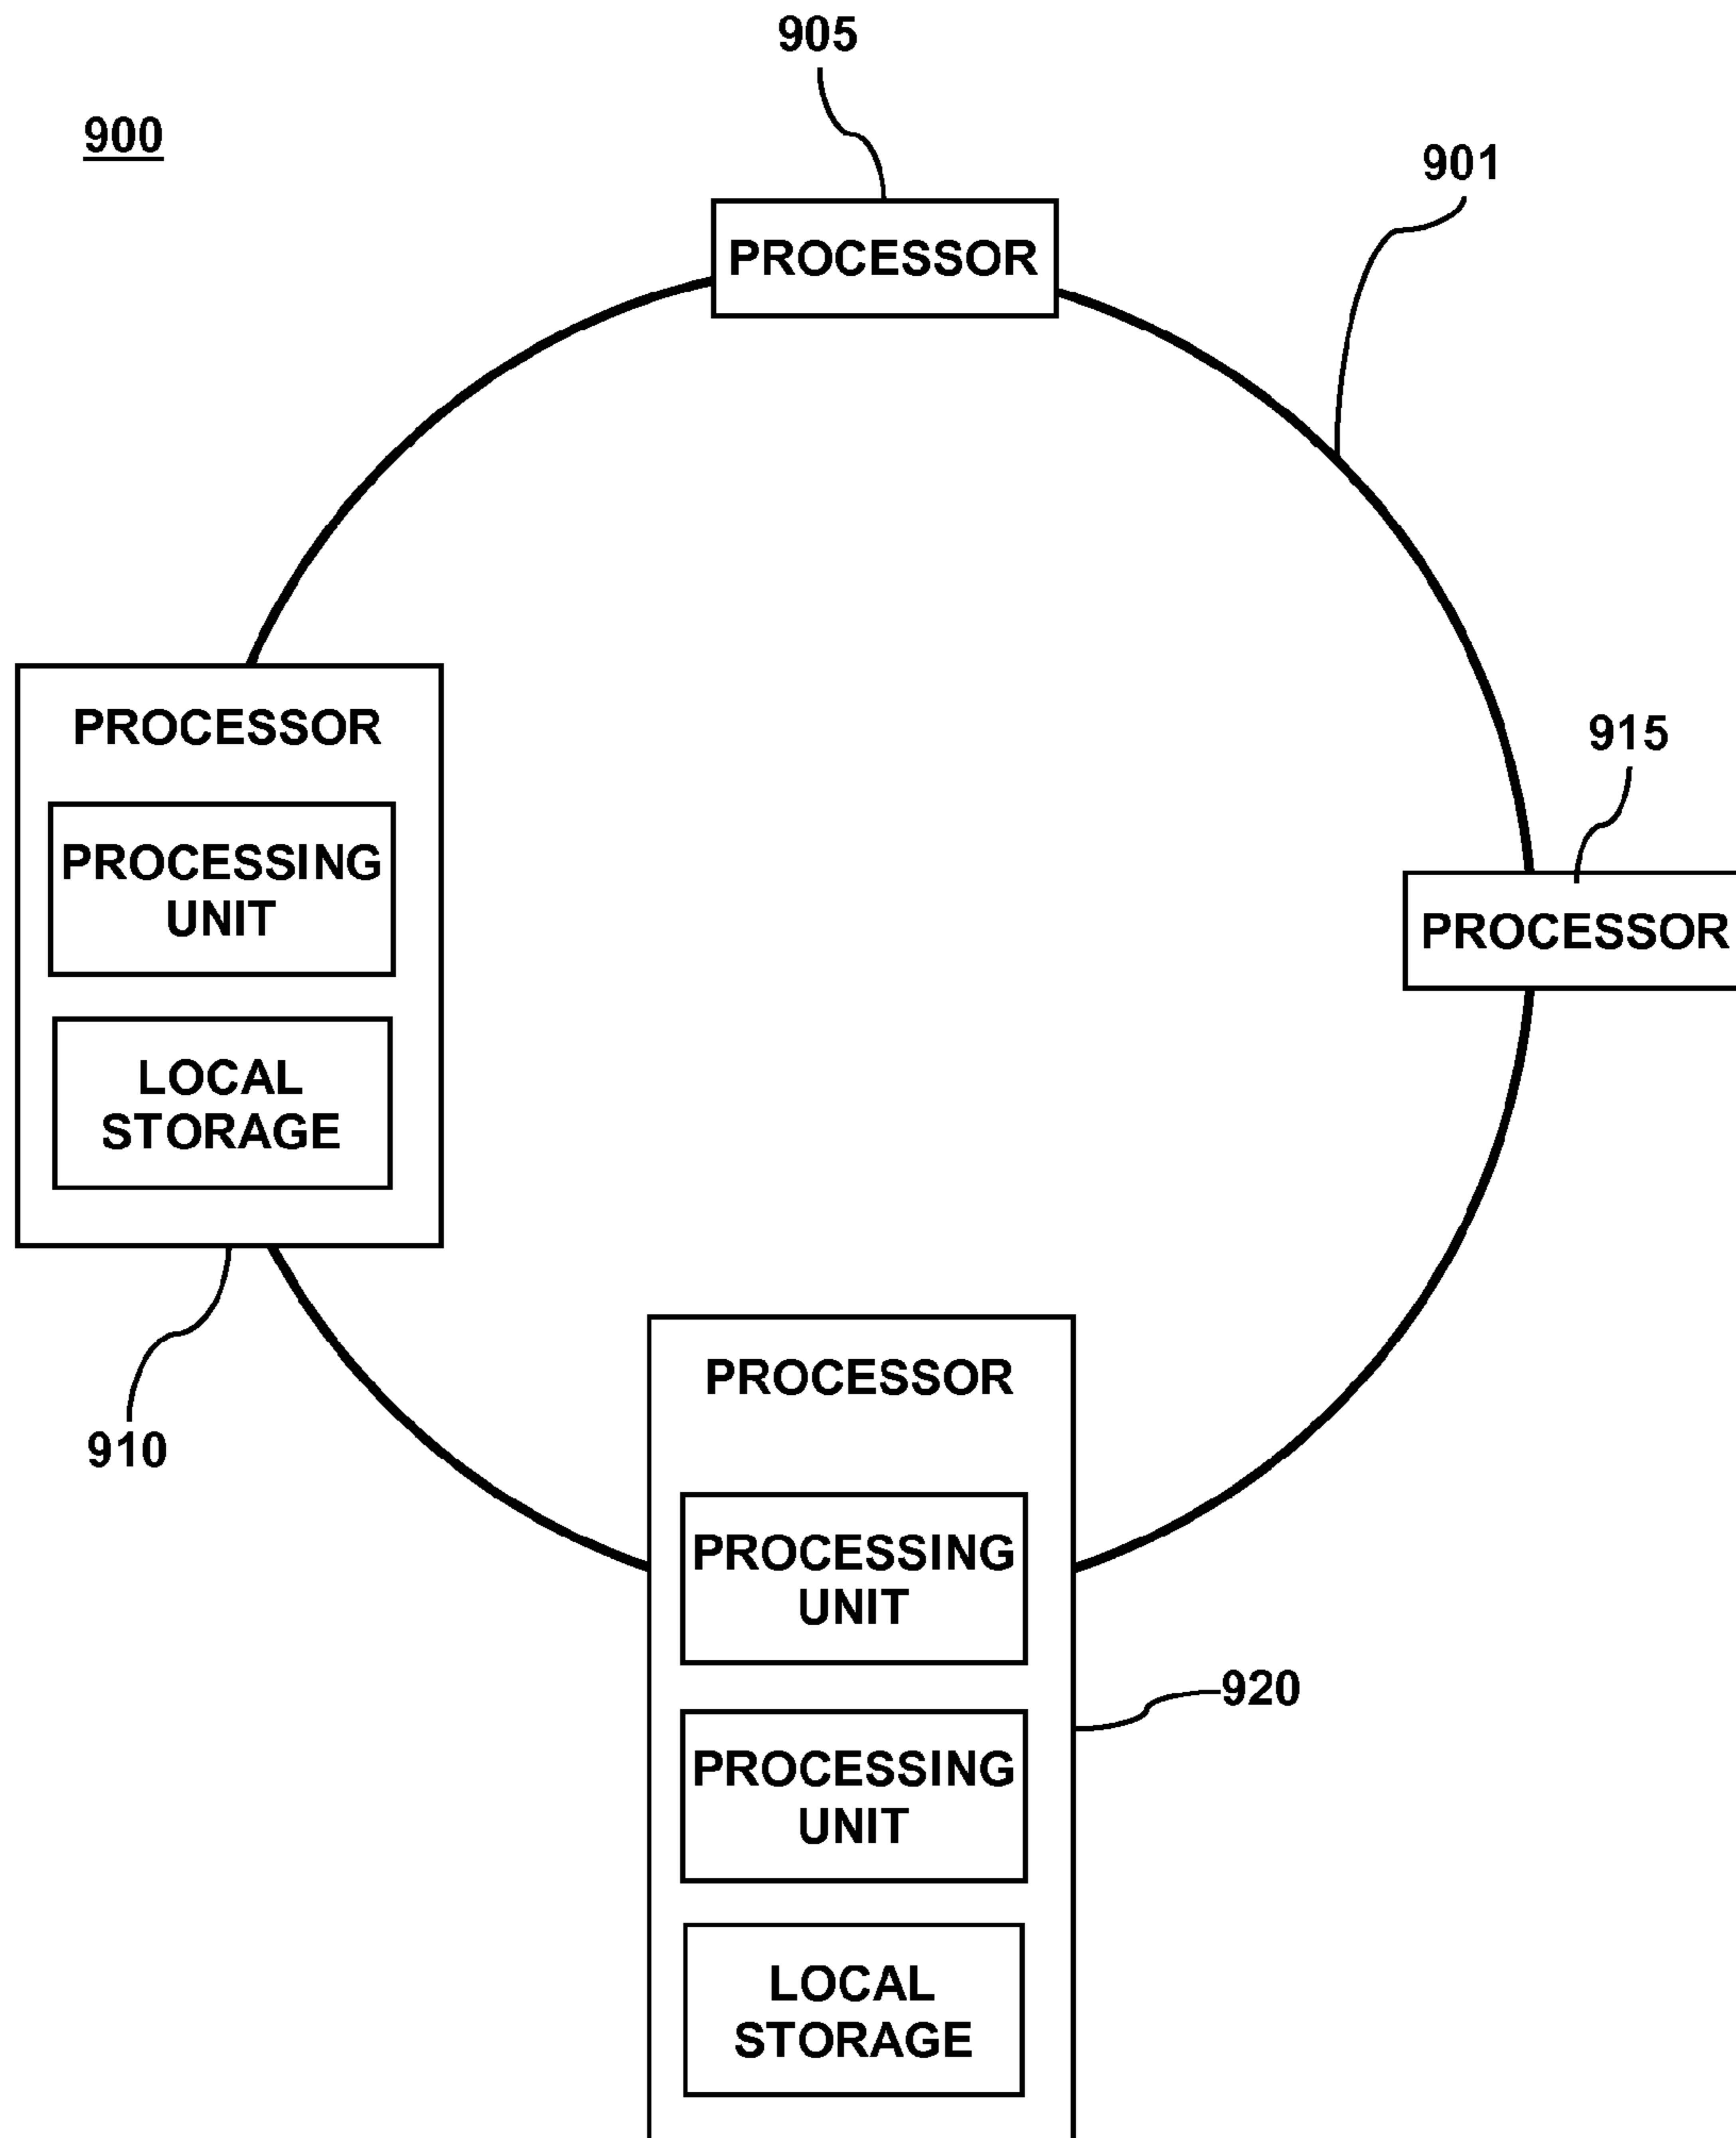 905
900
901
PROCESSOR
915
PROCESSOR
PROCESSING
UNIT
PROCESSOR
LOCAL
STORAGE
910
PROCESSOR
PROCESSING
UNIT
920
PROCESSING
UNIT
LOCAL
STORAGE